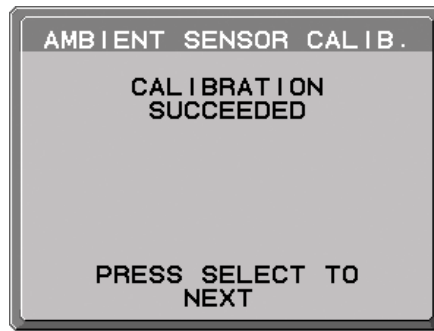 AMBIENT SENSOR CALIB.
CALIBRATION
SUCCEEDED
PRESS SELECT TO
NEXT